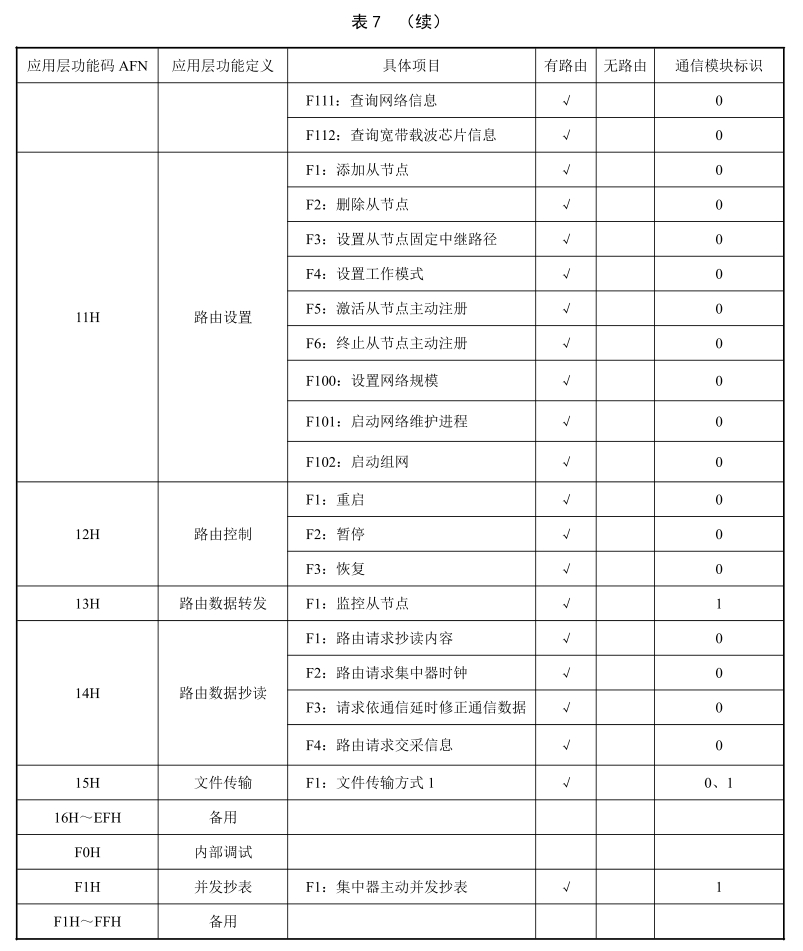 表 7 （续）
应用层功能码 AFN 应用层功能定义 具体项目 有路由 无路由 通信模块标识
F111：查询网络信息 √ 0
F112：查询宽带载波芯片信息 √ 0
F1：添加从节点 √ 0
F2：删除从节点 √ 0
F3：设置从节点固定中继路径 √ 0
F4：设置工作模式 √ 0
11H 路由设置 F5：激活从节点主动注册 √ 0
F6：终止从节点主动注册 √ 0
F100：设置网络规模 √ 0
F101：启动网络维护进程 √ 0
F102：启动组网 √ 0
F1：重启 √ 0
12H 路由控制 F2：暂停 √ 0
F3：恢复 √ 0
13H 路由数据转发 F1：监控从节点 √ 1
F1：路由请求抄读内容 √ 0
F2：路由请求集中器时钟 √ 0
14H 路由数据抄读 F3：请求依通信延时修正通信数据 √ 0
F4：路由请求交采信息 √ 0
15H 文件传输 F1：文件传输方式 1 √ 0、1
16H～EFH 备用
F0H 内部调试
F1H 并发抄表 F1：集中器主动并发抄表 √ 1
F1H～FFH 备用